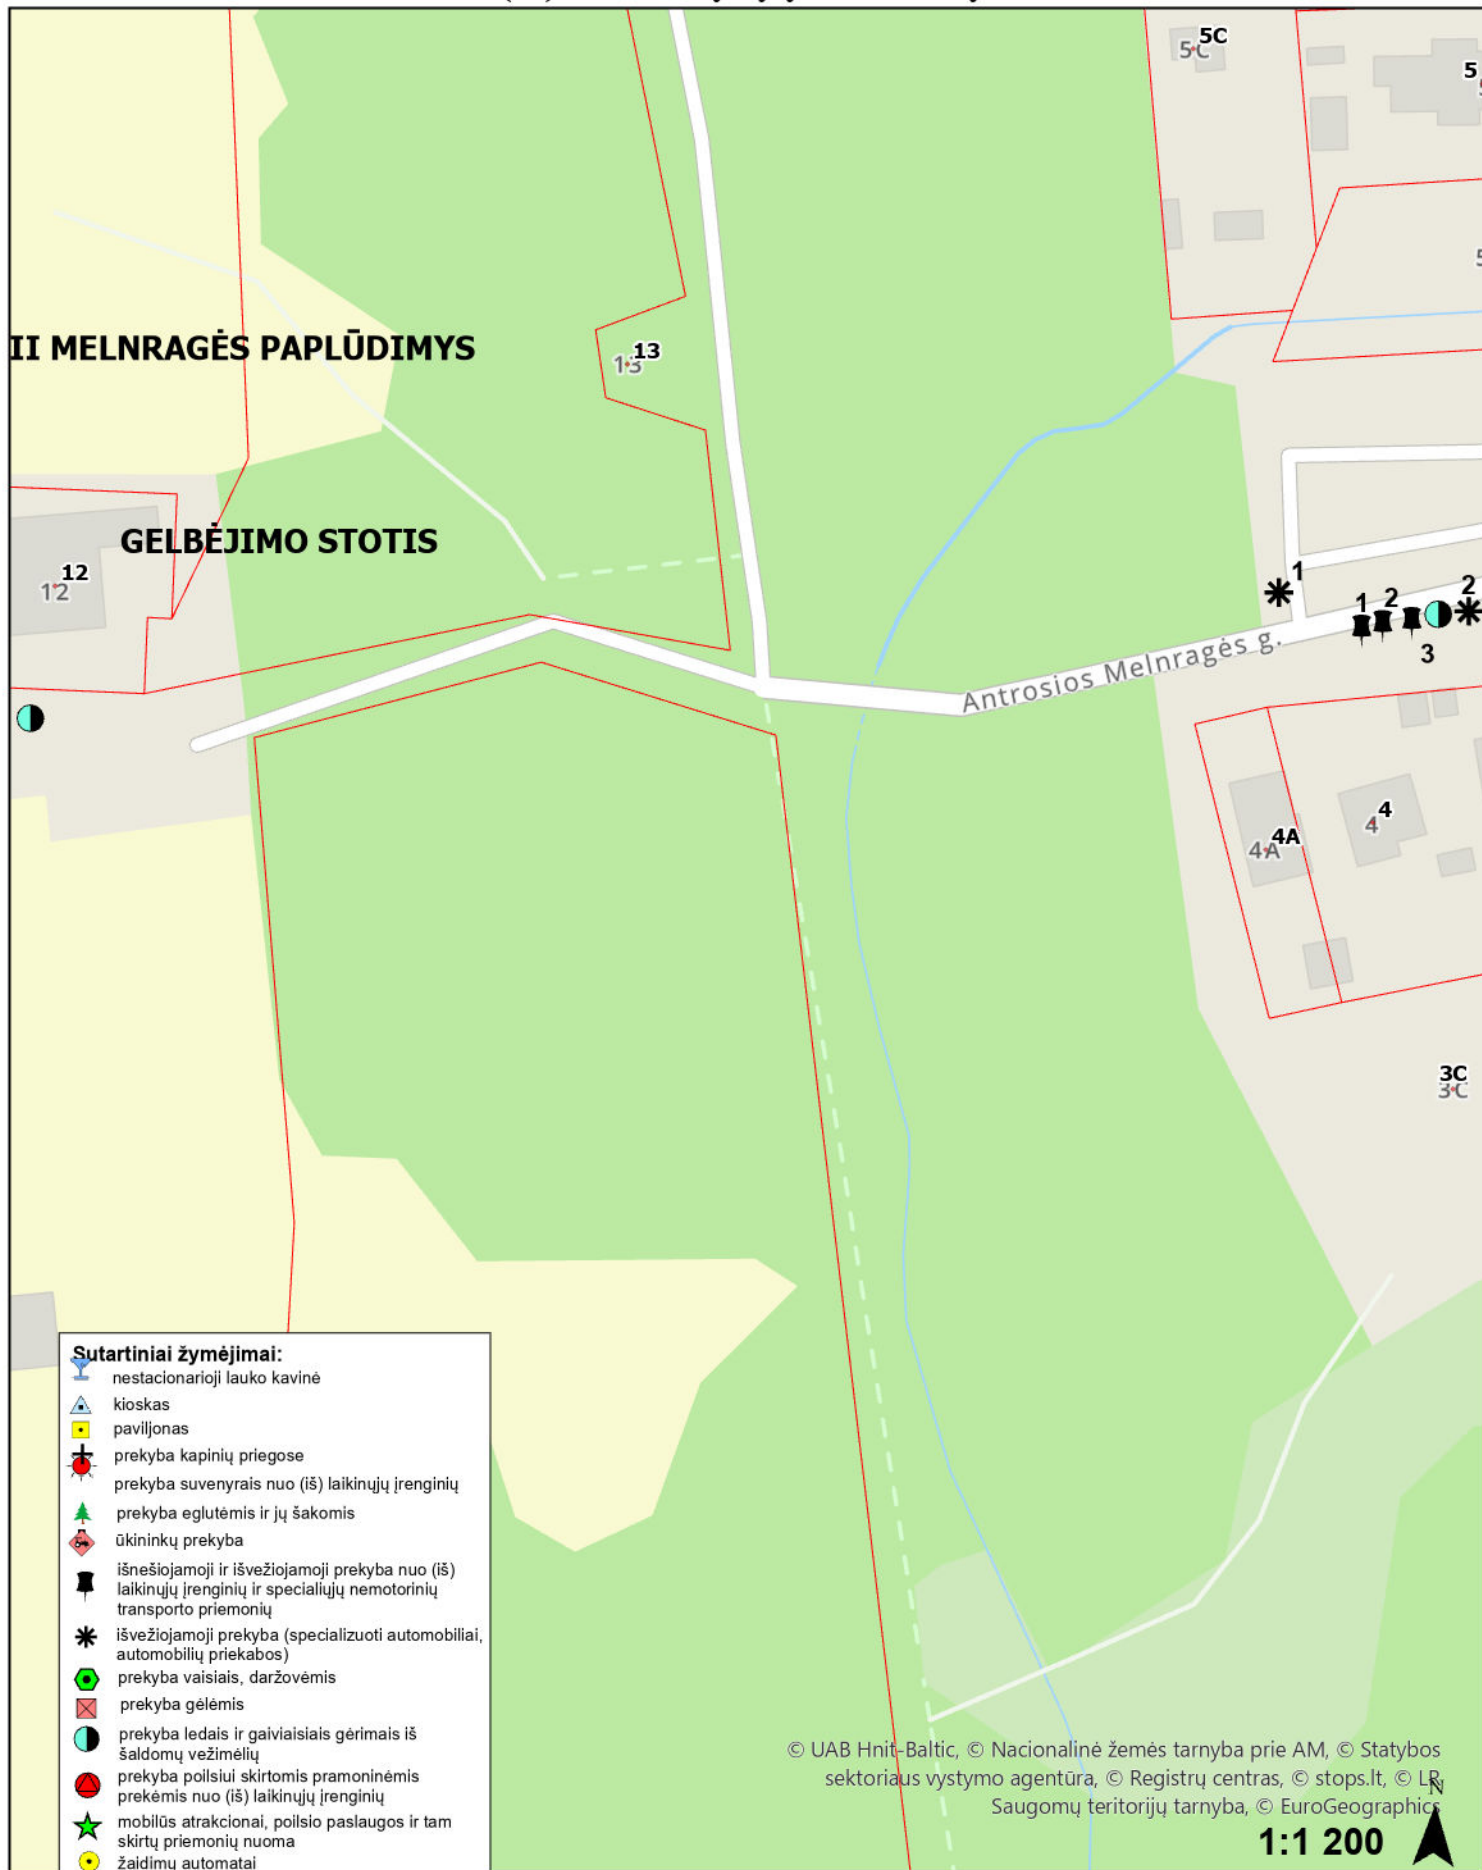 5C
5C
5
13
13
II MELNRAGĖS PAPLŪDIMYS
GELBĖJIMO STOTIS
12
12
1
1
2
2
3
Antrosios Melnragės g.
4
4
4A
4A
3C
3C
Sutartiniai žymėjimai:
nestacionarioji lauko kavinė
kioskas
paviljonas
prekyba kapinių priegose
prekyba suvenyrais nuo (iš) laikinųjų įrenginių
prekyba eglutėmis ir jų šakomis
ūkininkų prekyba
išnešiojamoji ir išvežiojamoji prekyba nuo (iš)
laikinųjų įrenginių ir specialiųjų nemotorinių
transporto priemonių
išvežiojamoji prekyba (specializuoti automobiliai,
automobilių priekabos)
prekyba vaisiais, daržovėmis
prekyba gėlėmis
prekyba ledais ir gaiviaisiais gėrimais iš
šaldomų vežimėlių
prekyba poilsiui skirtomis pramoninėmis
prekėmis nuo (iš) laikinųjų įrenginių
mobilūs atrakcionai, poilsio paslaugos ir tam
skirtų priemonių nuoma
žaidimų automatai
© UAB Hnit-Baltic, © Nacionalinė žemės tarnyba prie AM, © Statybos
sektoriaus vystymo agentūra, © Registrų centras, © stops.lt, © LR
Saugomų teritorijų tarnyba, © EuroGeographics
N
1:1 200